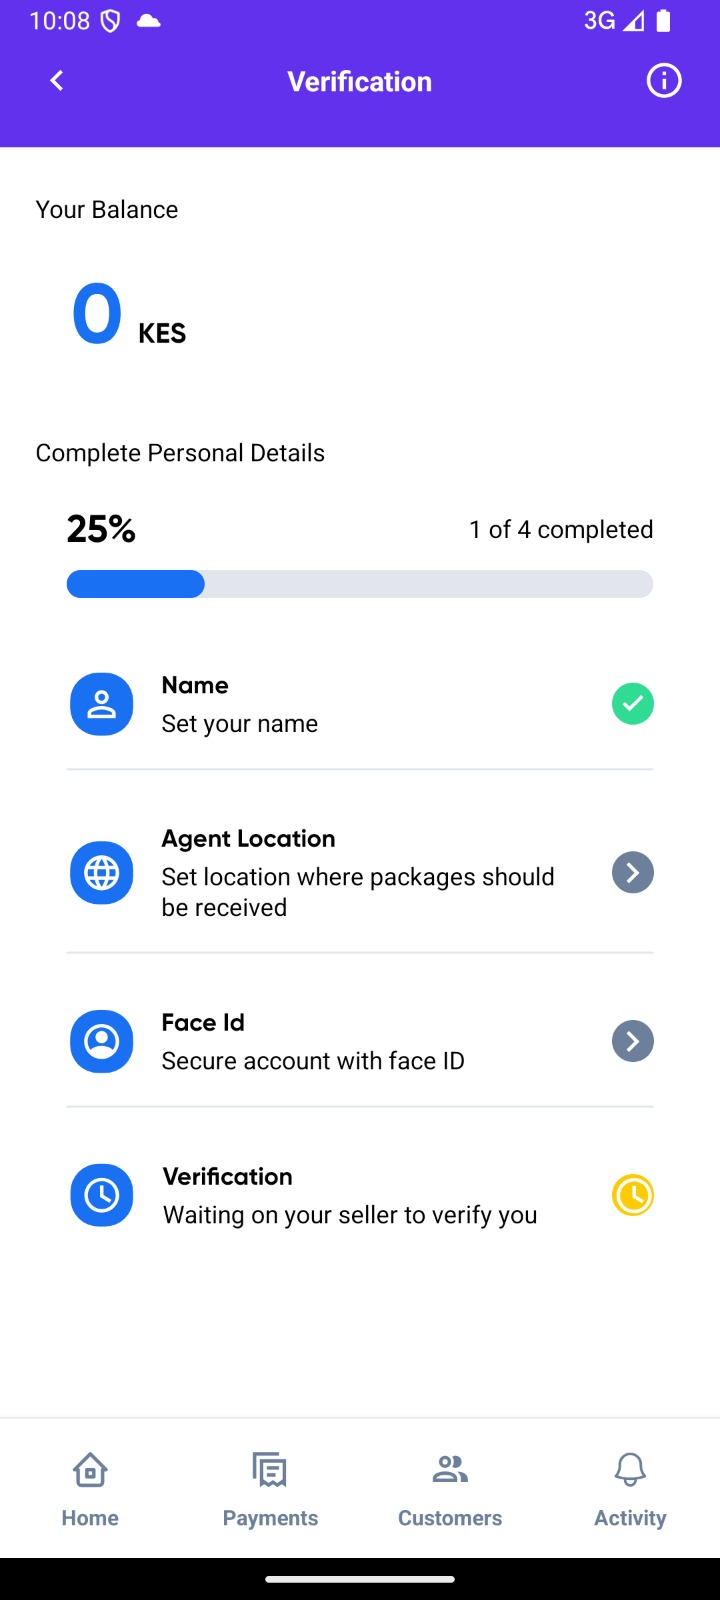 10:08
3G
Verification
Your Balance
0 KES
Complete Personal Details
25%
1 of 4 completed
Name
Set your name
Agent Location
Set location where packages should
be received
Face Id
Secure account with face ID
Verification
Waiting on your seller to verify you
Home
Payments
Customers
Activity